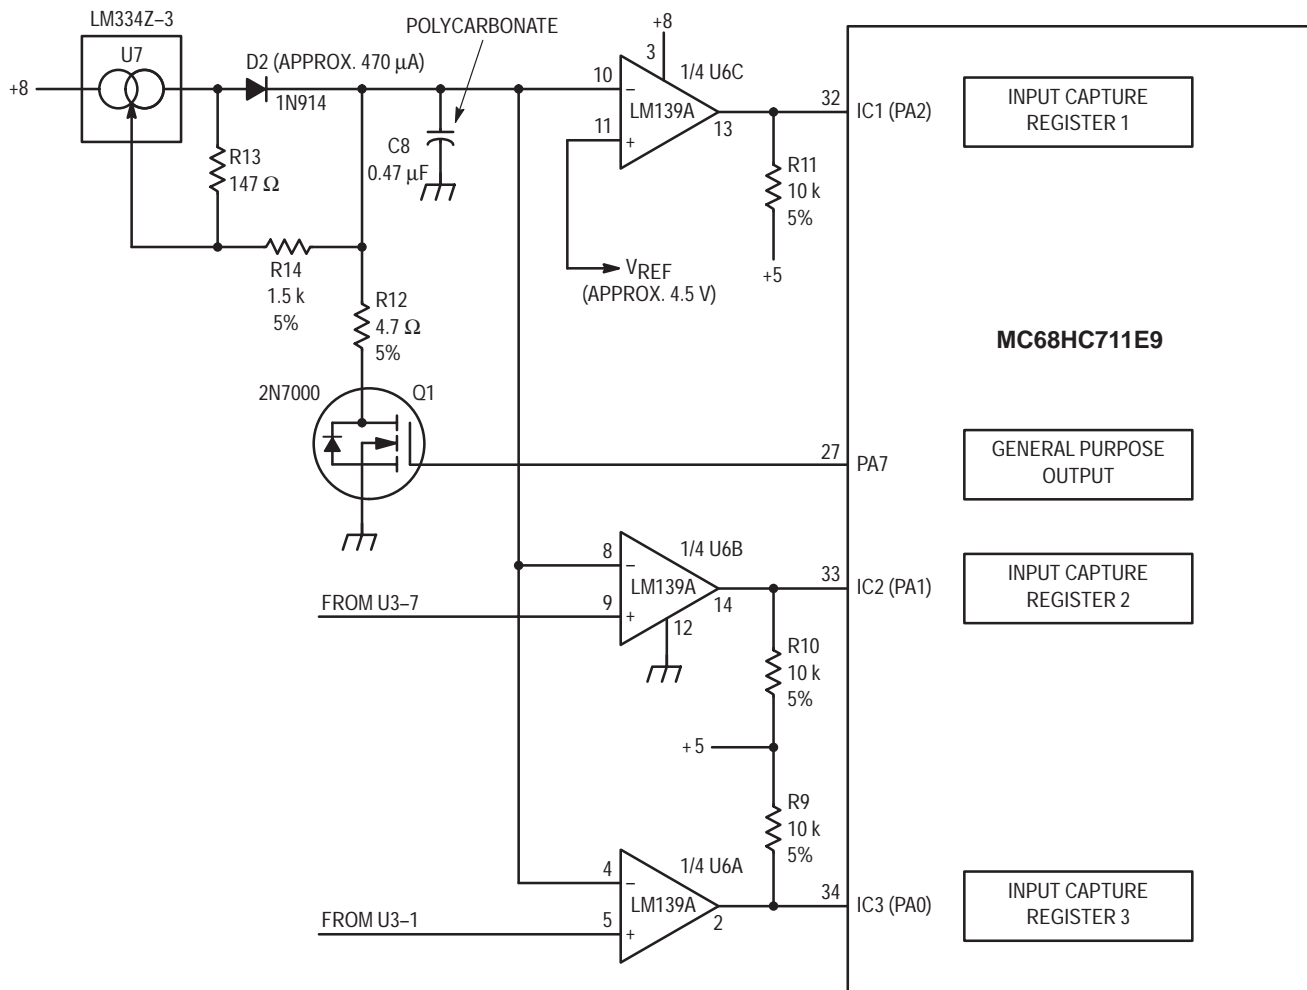 LM334Z–3
U7
+8
D2 (APPROX. 470 μA)
1N914
POLYCARBONATE
R13
147 Ω
C8
0.47 μF
R14
1.5 k
5%
R12
4.7 Ω
5%
2N7000
Q1
+8
3
1/4 U6C
10
–
LM139A
11
+
13
VREF
(APPROX. 4.5 V)
R11
10 k
5%
+5
32
IC1 (PA2)
INPUT CAPTURE
REGISTER 1
MC68HC711E9
27
PA7
GENERAL PURPOSE
OUTPUT
1/4 U6B
8
–
LM139A
FROM U3–7
9
+
14
12
33
IC2 (PA1)
INPUT CAPTURE
REGISTER 2
R10
10 k
5%
+ 5
R9
10 k
5%
1/4 U6A
4
–
LM139A
FROM U3–1
5
+
2
34
IC3 (PA0)
INPUT CAPTURE
REGISTER 3